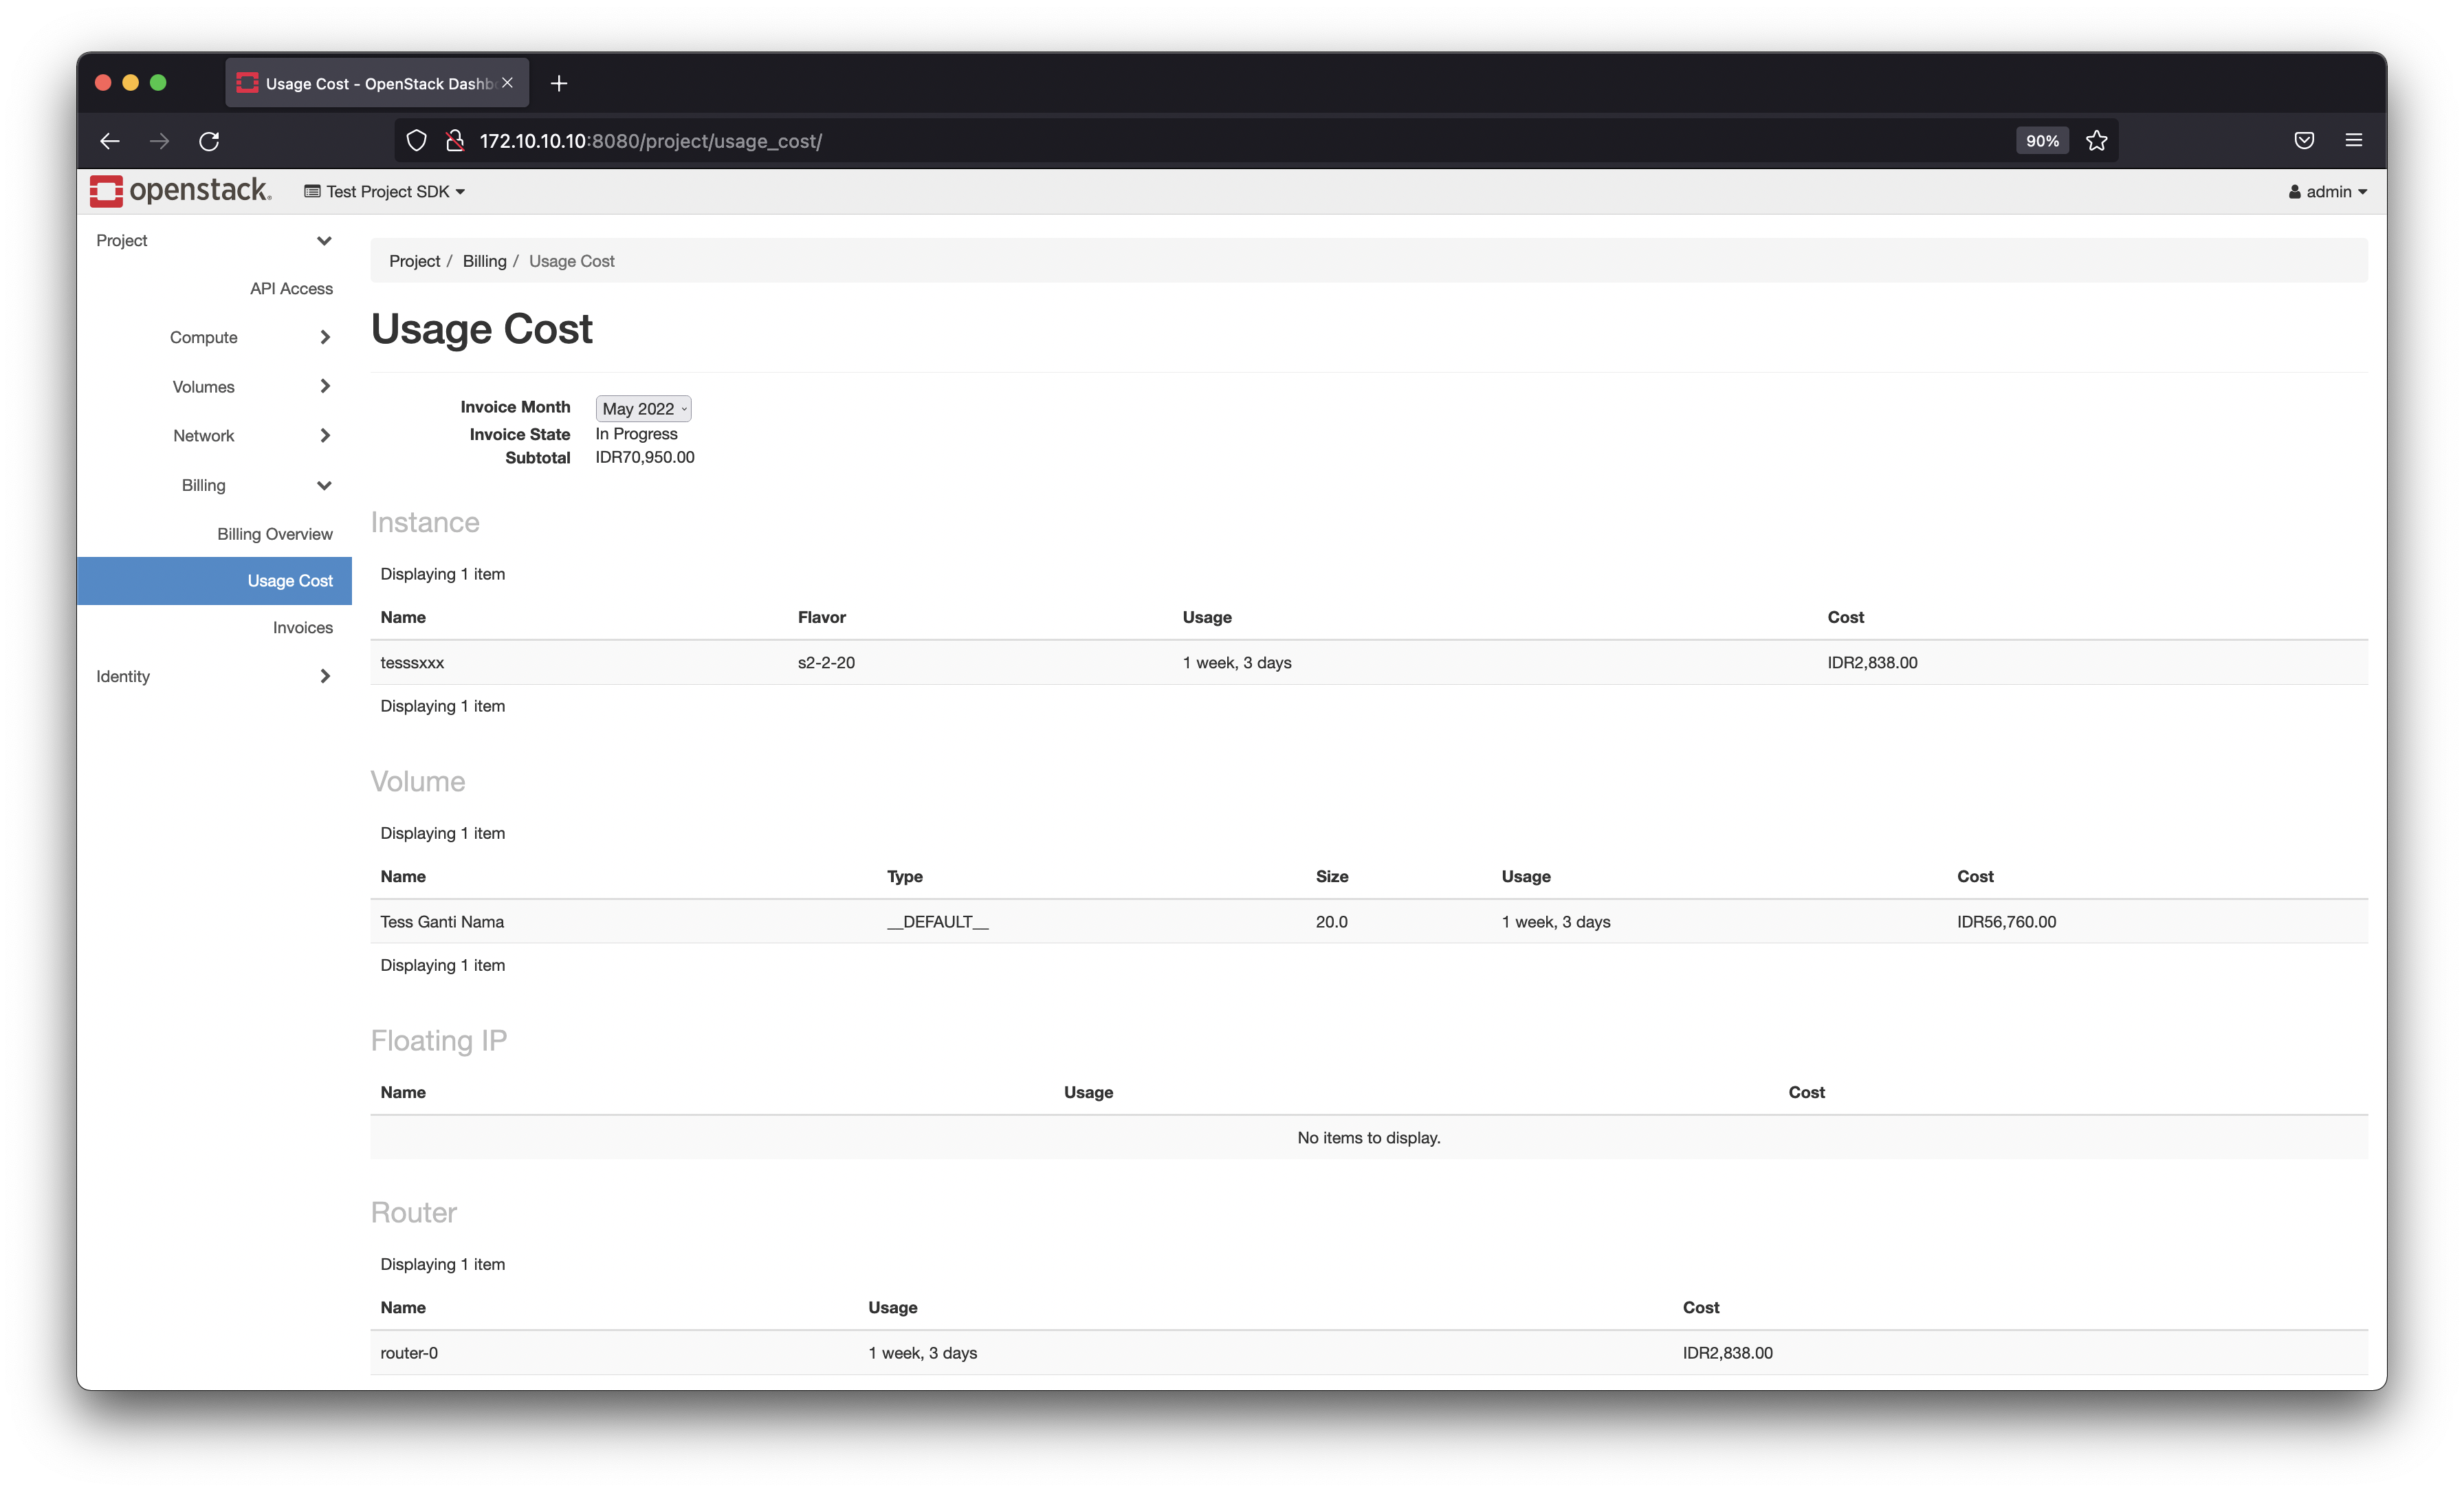 Usage Cost - OpenStack Dashb
172.10.10.10:8080/project/usage_cost/
90%
openstack.
Test Project SDK
admin
Project
API Access
Compute
Volumes
Network
Billing
Billing Overview
Usage Cost
Invoices
Identity
Project / Billing / Usage Cost
Usage Cost
Invoice Month May 2022
Invoice State In Progress
Subtotal IDR70,950.00
Instance
Displaying 1 item
Name Flavor Usage Cost
tesssxxx s2-2-20 1 week, 3 days IDR2,838.00
Displaying 1 item
Volume
Displaying 1 item
Name Type Size Usage Cost
Tess Ganti Nama __DEFAULT__ 20.0 1 week, 3 days IDR56,760.00
Displaying 1 item
Floating IP
Name Usage Cost
No items to display.
Router
Displaying 1 item
Name Usage Cost
router-0 1 week, 3 days IDR2,838.00